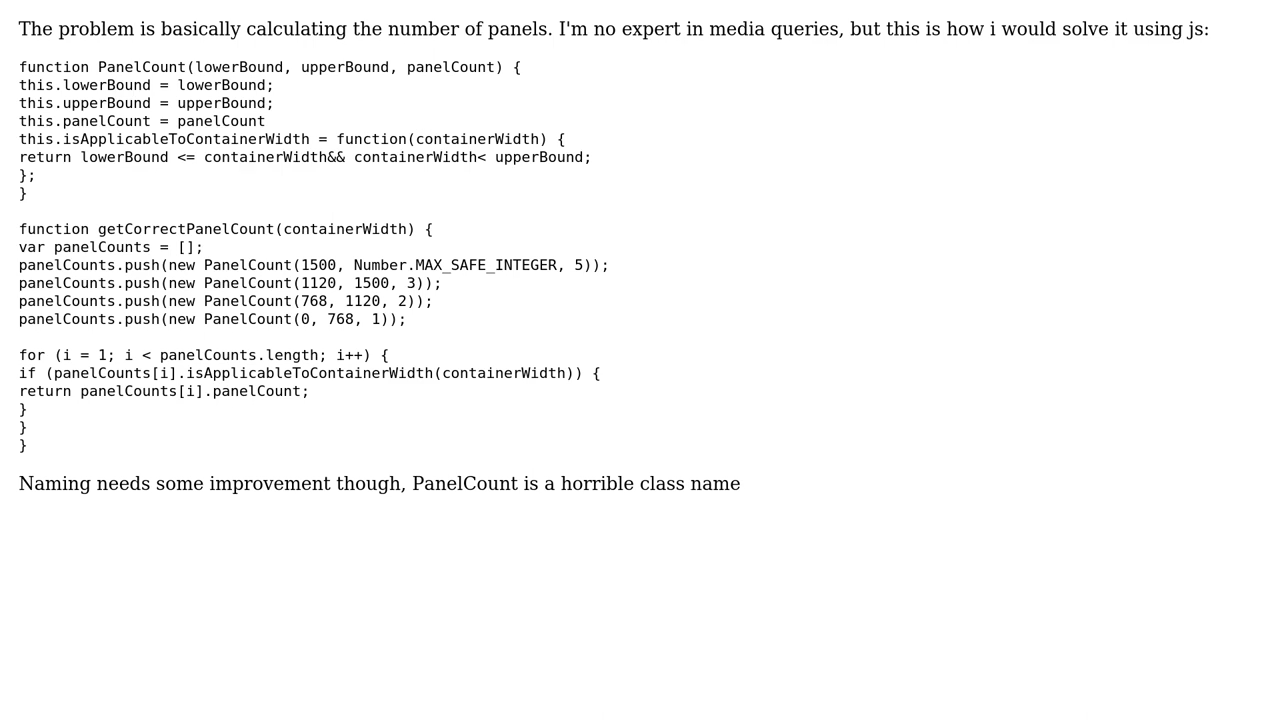 The problem is basically calculating the number of panels. I'm no expert in media queries, but this is how i would solve it using js:
function PanelCount(lowerBound, upperBound, panelCount) {
this.lowerBound = lowerBound;
this.upperBound = upperBound;
this.panelCount = panelCount
this.isApplicableToContainerWidth = function(containerWidth) {
return lowerBound <= containerWidth&& containerWidth< upperBound;
};
}
function getCorrectPanelCount(containerWidth) {
var panelCounts = [];
panelCounts.push(new PanelCount(1500, Number.MAX_SAFE_INTEGER, 5));
panelCounts.push(new PanelCount(1120, 1500, 3));
panelCounts.push(new PanelCount(768, 1120, 2));
panelCounts.push(new PanelCount(0, 768, 1));
for (i = 1; i < panelCounts.length; i++) {
if (panelCounts[i].isApplicableToContainerWidth(containerWidth)) {
return panelCounts[i].panelCount;
}
}
}
Naming needs some improvement though, PanelCount is a horrible class name